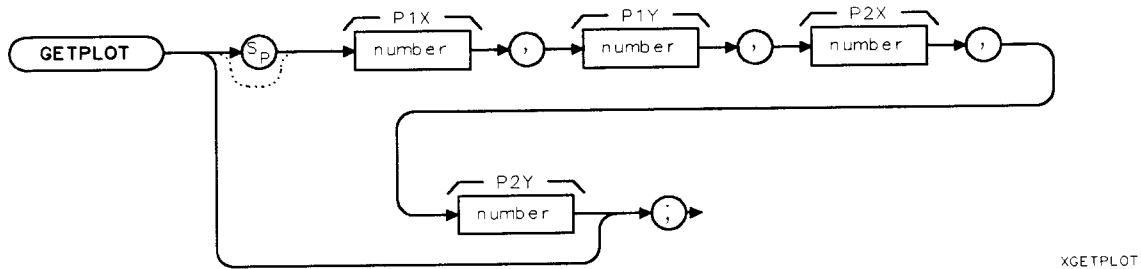 P1X P1Y P2X
GETPLOT SP number , number , number ,
P2Y
number ;
XGETPLOT